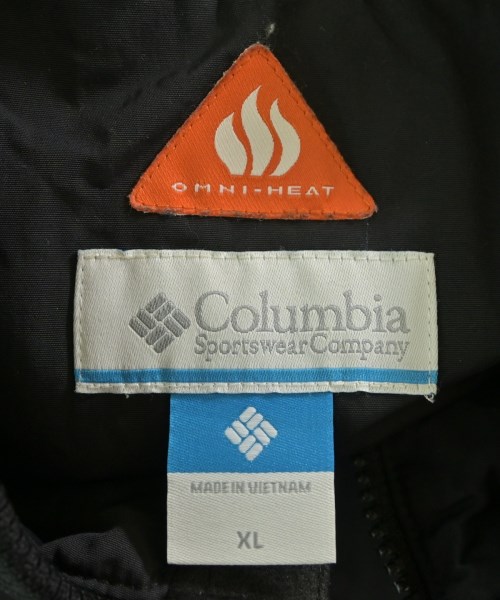 OMNI-HEAT
Columbia
Sportswear Company
MADE IN VIETNAM
XL